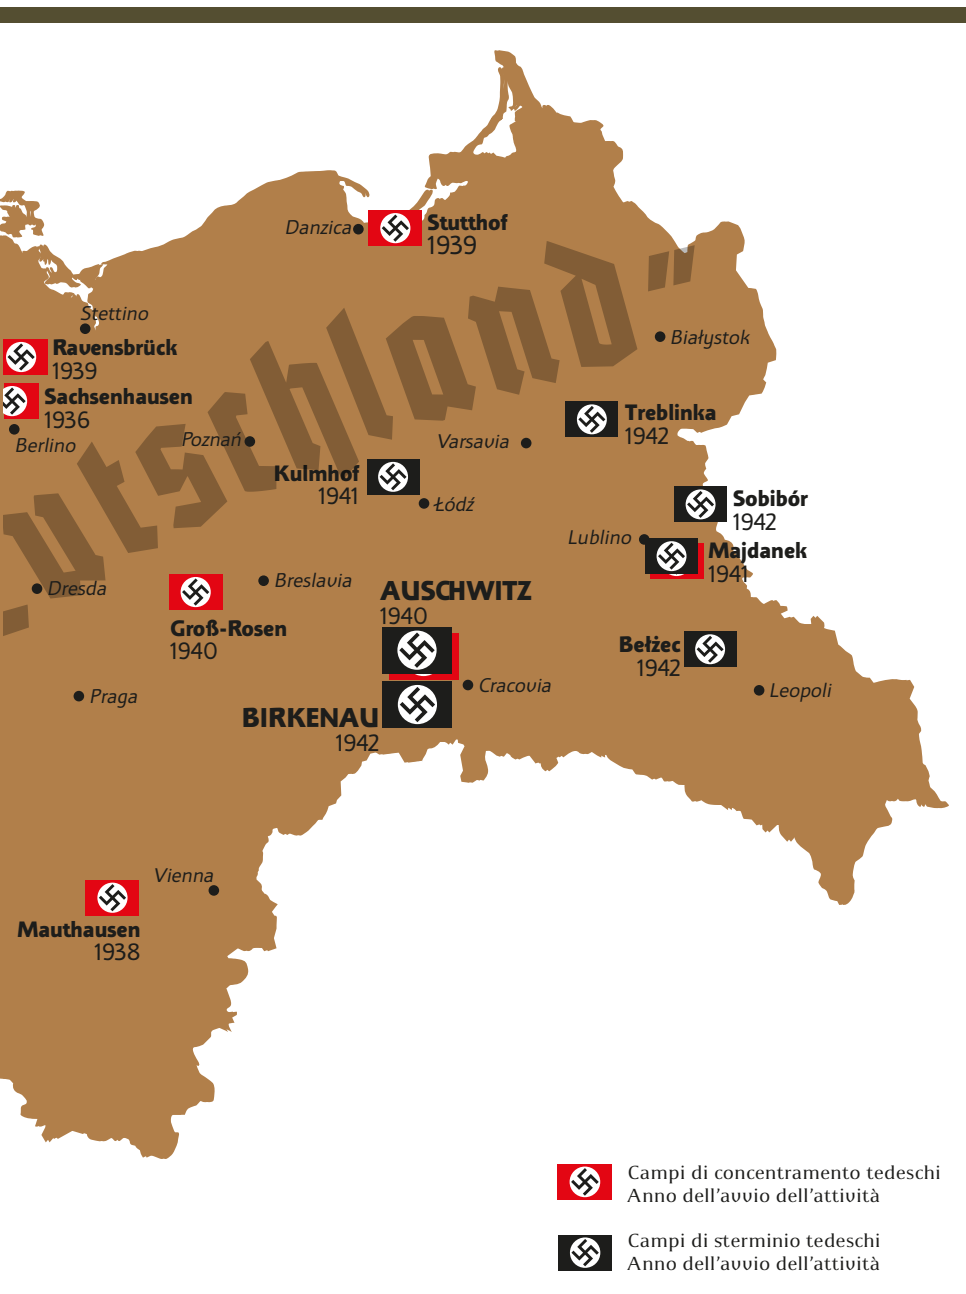 Danzica
Stutthof
1939
utschland”
Stettino
Białystok
Ravensbrück
1939
Sachsenhausen
1936
Berlino
Poznań
Treblinka
1942
Varsavia
Kulmhof
1941
Łódź
Sobibór
1942
Lublino
Majdanek
1941
Dresda
Breslavia
Groß-Rosen
1940
AUSCHWITZ
1940
Bełżec
1942
Praga
Cracovia
Leopoli
BIRKENAU
1942
Vienna
Mauthausen
1938
Campi di concentramento tedeschi
Anno dell’avvio dell’attività
Campi di sterminio tedeschi
Anno dell’avvio dell’attività